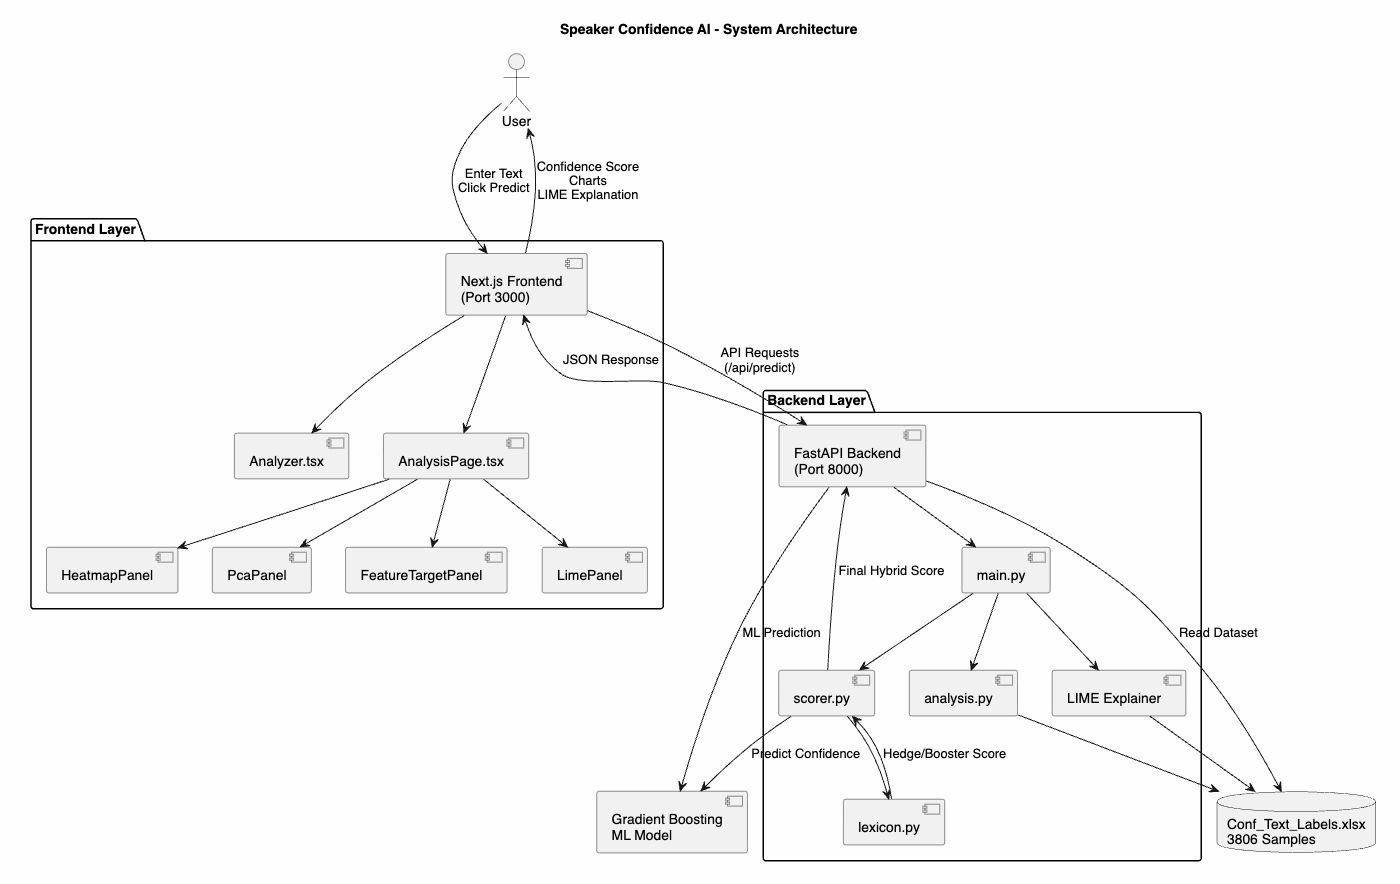 Speaker Confidence AI - System Architecture
User
Enter Text
Click Predict
Confidence Score
Charts
LIME Explanation
Frontend Layer
Next.js Frontend
(Port 3000)
JSON Response
API Requests
(/api/predict)
Backend Layer
Analyzer.tsx
AnalysisPage.tsx
FastAPI Backend
(Port 8000)
HeatmapPanel
PcaPanel
FeatureTargetPanel
LimePanel
Final Hybrid Score
main.py
ML Prediction
Read Dataset
scorer.py
analysis.py
LIME Explainer
Predict Confidence
Hedge/Booster Score
Gradient Boosting
ML Model
lexicon.py
Conf_Text_Labels.xlsx
3806 Samples